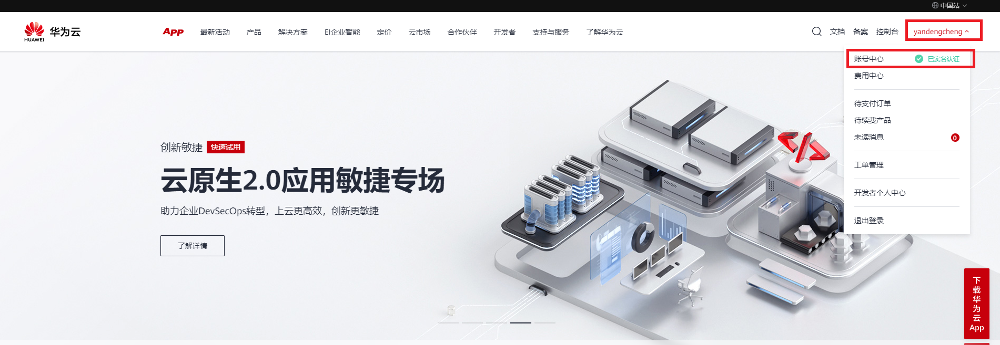 中国站
HUAWEI
华为云
APP
最新活动
产品
解决方案
EI企业智能
定价
云市场
合作伙伴
开发者
支持与服务
了解华为云
文档
备案
控制台
yandengcheng
账号中心
已实名认证
费用中心
待支付订单
待续费产品
未读消息
0
工单管理
开发者个人中心
退出登录
创新敏捷
快速试用
云原生2.0应用敏捷专场
助力企业DevSecOps转型，上云更高效，创新更敏捷
了解详情
下载华为云App